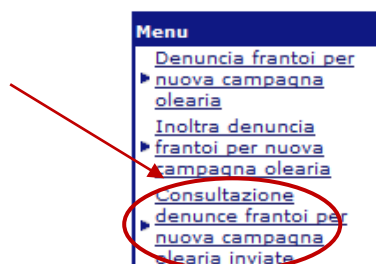 Menu
Denuncia frantoi per
nuova campagna
olearia
Inoltra denuncia
frantoi per nuova
campagna olearia
Consultazione
denunce frantoi per
nuova campagna
olearia inviate